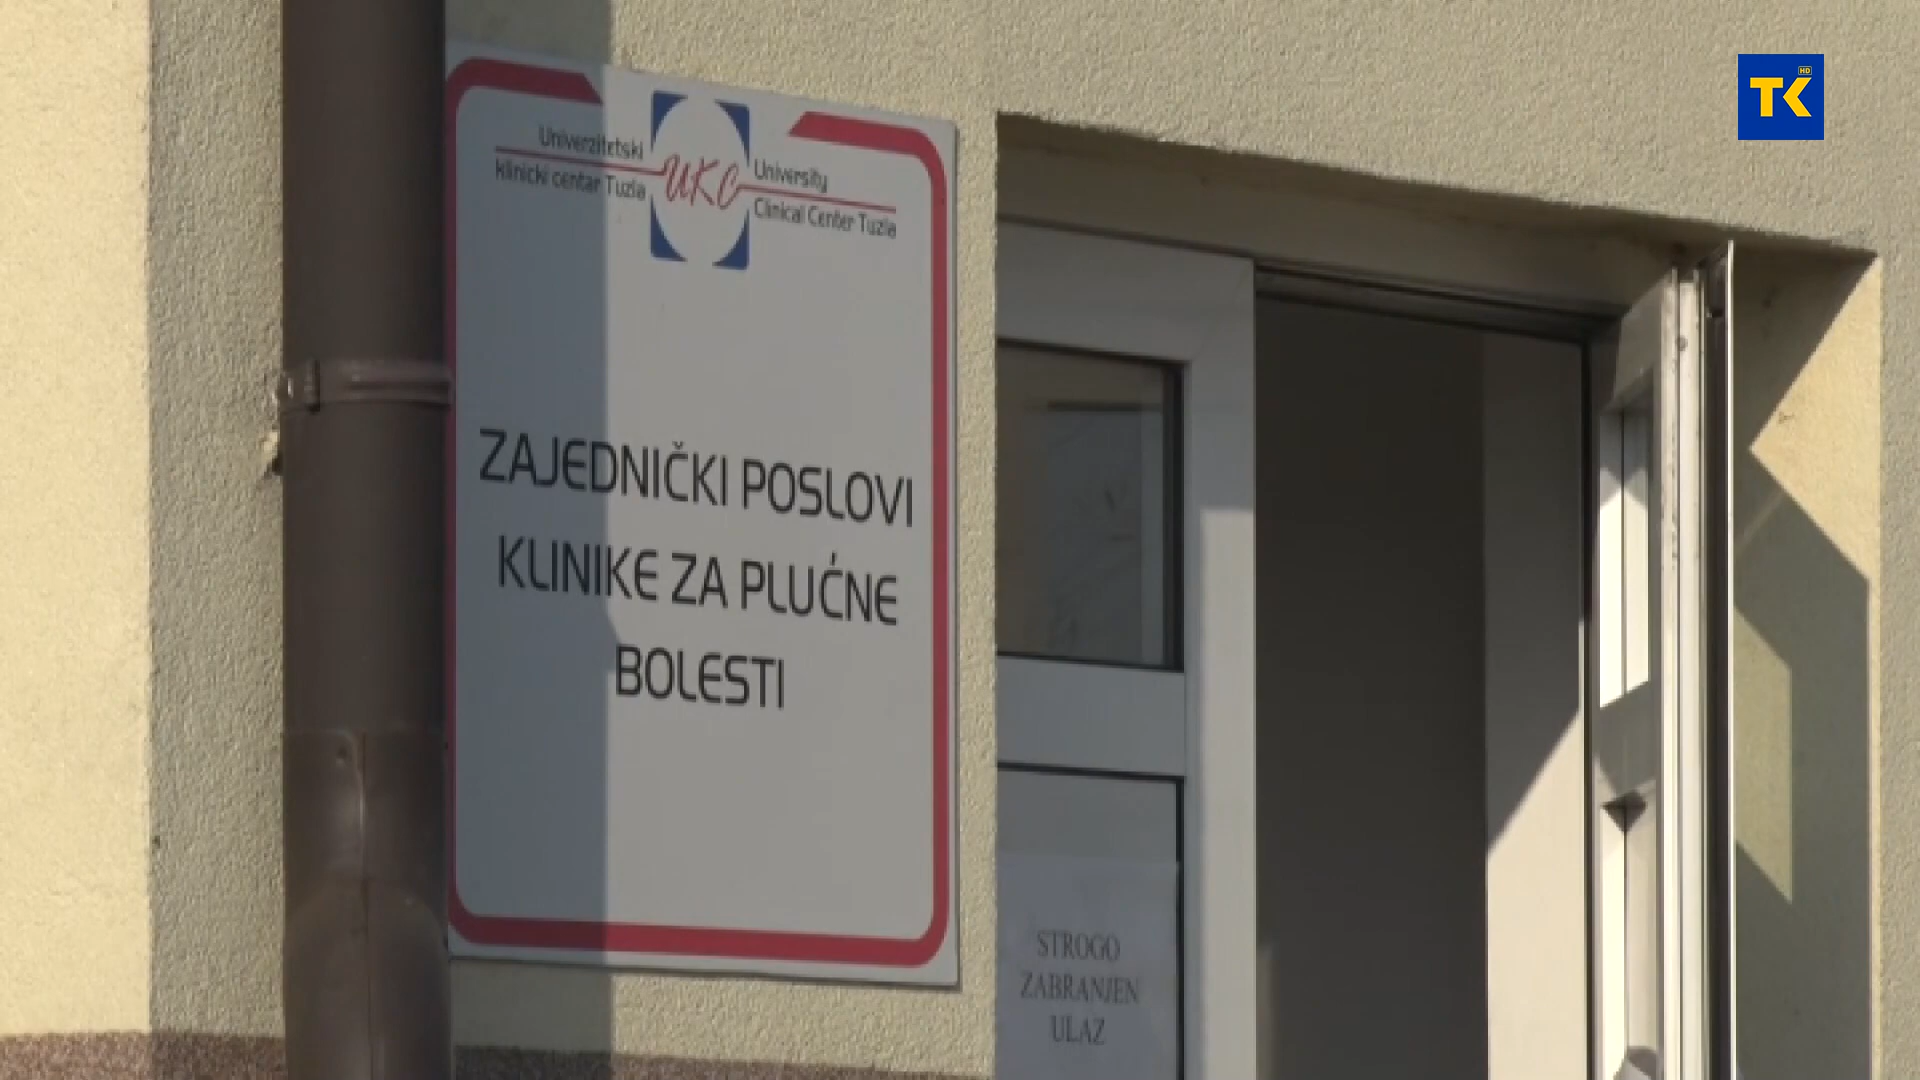 TK HD
Univerzitetski
klinički centar Tuzla
UKC
University
Clinical Center Tuzla
ZAJEDNIČKI POSLOVI
KLINIKE ZA PLUĆNE
BOLESTI
STROGO
ZABRANJEN
ULAZ